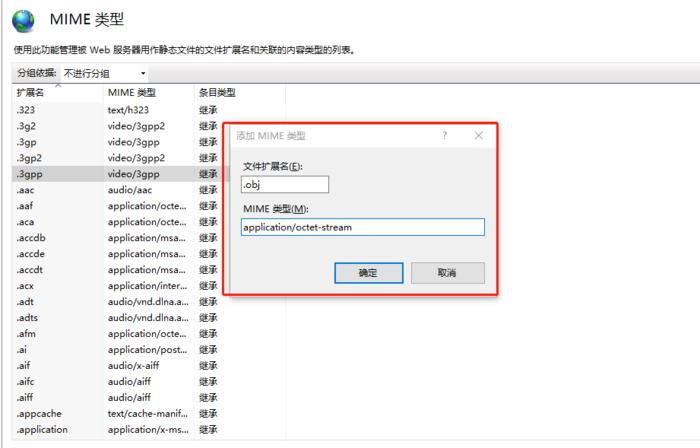 MIME 类型
使用此功能管理被 Web 服务器用作静态文件的文件扩展名和关联的内容类型的列表。
分组依据: 不进行分组
扩展名 MIME 类型 条目类型
.323 text/h323 继承
.3g2 video/3gpp2 继承
.3gp video/3gpp 继承
.3gp2 video/3gpp2 继承
.3gpp video/3gpp 继承
.aac audio/aac 继承
.aaf application/octe... 继承
.aca application/octe... 继承
.accdb application/msa... 继承
.accde application/msa... 继承
.accdt application/msa... 继承
.acx application/inter... 继承
.adt audio/vnd.dlna.a... 继承
.adts audio/vnd.dlna.a... 继承
.afm application/octe... 继承
.ai application/post... 继承
.aif audio/x-aiff 继承
.aifc audio/aiff 继承
.aiff audio/aiff 继承
.appcache text/cache-manif... 继承
.application application/x-ms... 继承
添加 MIME 类型 ?
文件扩展名(E):
.obj
MIME 类型(M):
application/octet-stream
确定 取消